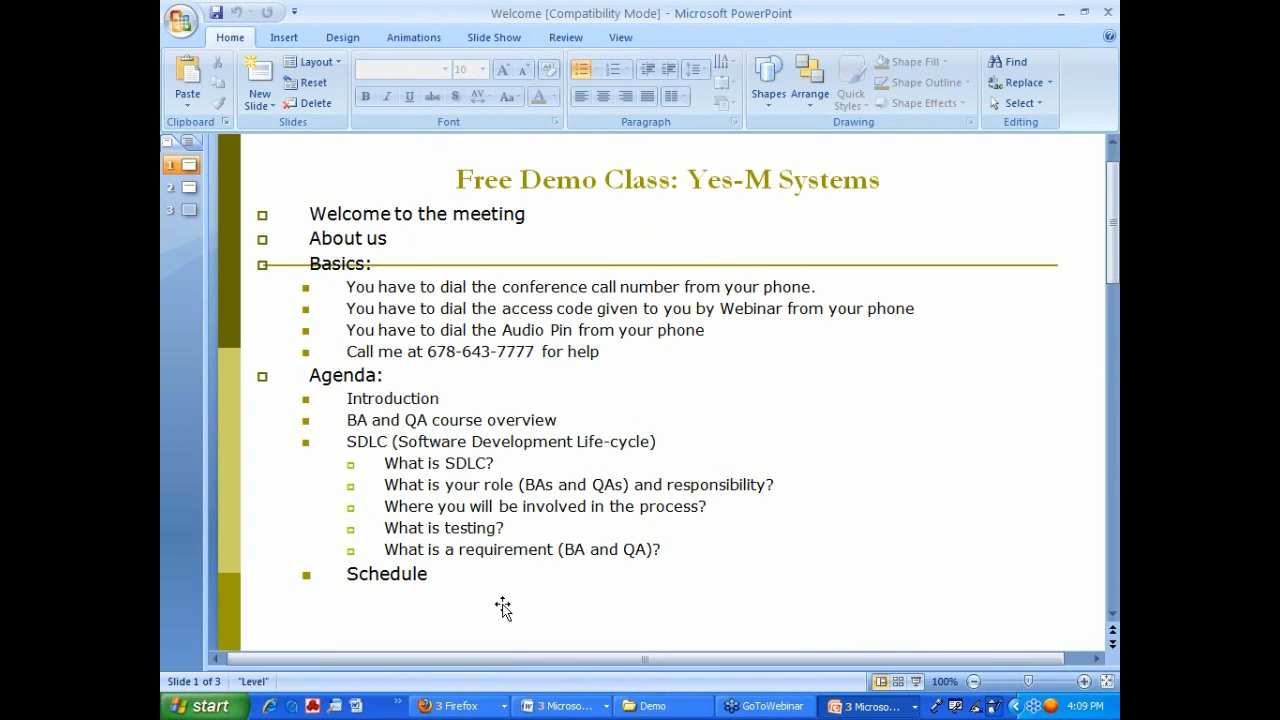 Welcome [Compatibility Mode] - Microsoft PowerPoint
Home Insert Design Animations Slide Show Review View
Paste
Clipboard
New Slide
Layout
Reset
Delete
Slides
10
B I U abc S AV Aa A
Font
Paragraph
Shapes
Arrange
Quick Styles
Shape Fill
Shape Outline
Shape Effects
Drawing
Find
Replace
Select
Editing
1
2
3
Free Demo Class: Yes-M Systems
Welcome to the meeting
About us
Basics:
You have to dial the conference call number from your phone.
You have to dial the access code given to you by Webinar from your phone
You have to dial the Audio Pin from your phone
Call me at 678-643-7777 for help
Agenda:
Introduction
BA and QA course overview
SDLC (Software Development Life-cycle)
What is SDLC?
What is your role (BAs and QAs) and responsibility?
Where you will be involved in the process?
What is testing?
What is a requirement (BA and QA)?
Schedule
Slide 1 of 3 "Level" 100%
start 3 Firefox 3 Microso... Demo GoToWebinar 3 Microso... 4:09 PM